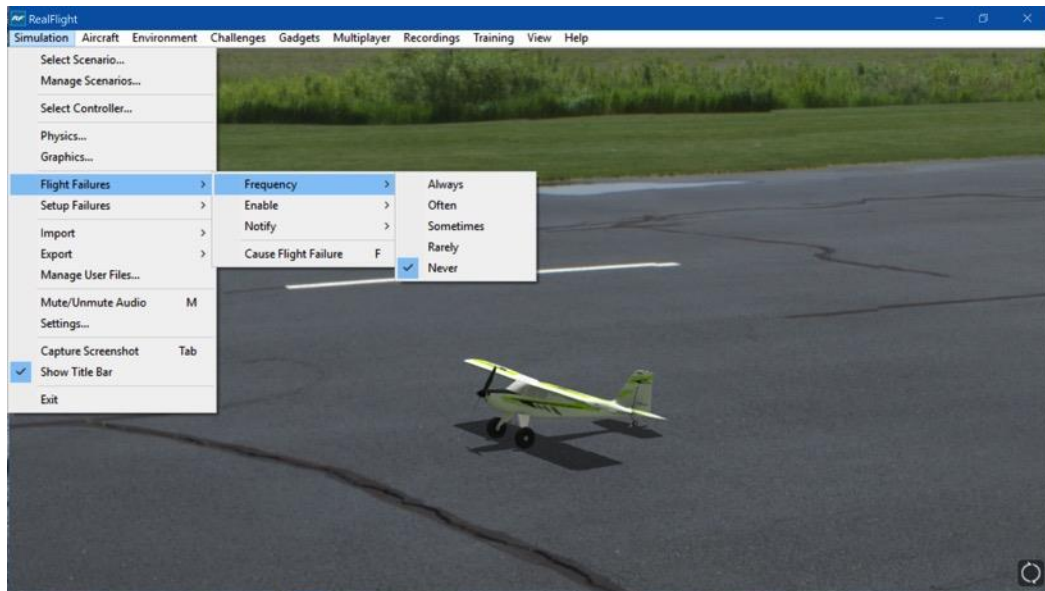 RealFlight
Simulation Aircraft Environment Challenges Gadgets Multiplayer Recordings Training View Help
Select Scenario...
Manage Scenarios...
Select Controller...
Physics...
Graphics...
Flight Failures
Setup Failures
Import
Export
Manage User Files...
Mute/Unmute Audio M
Settings...
Capture Screenshot Tab
Show Title Bar
Exit
Frequency
Enable
Notify
Cause Flight Failure F
Always
Often
Sometimes
Rarely
Never